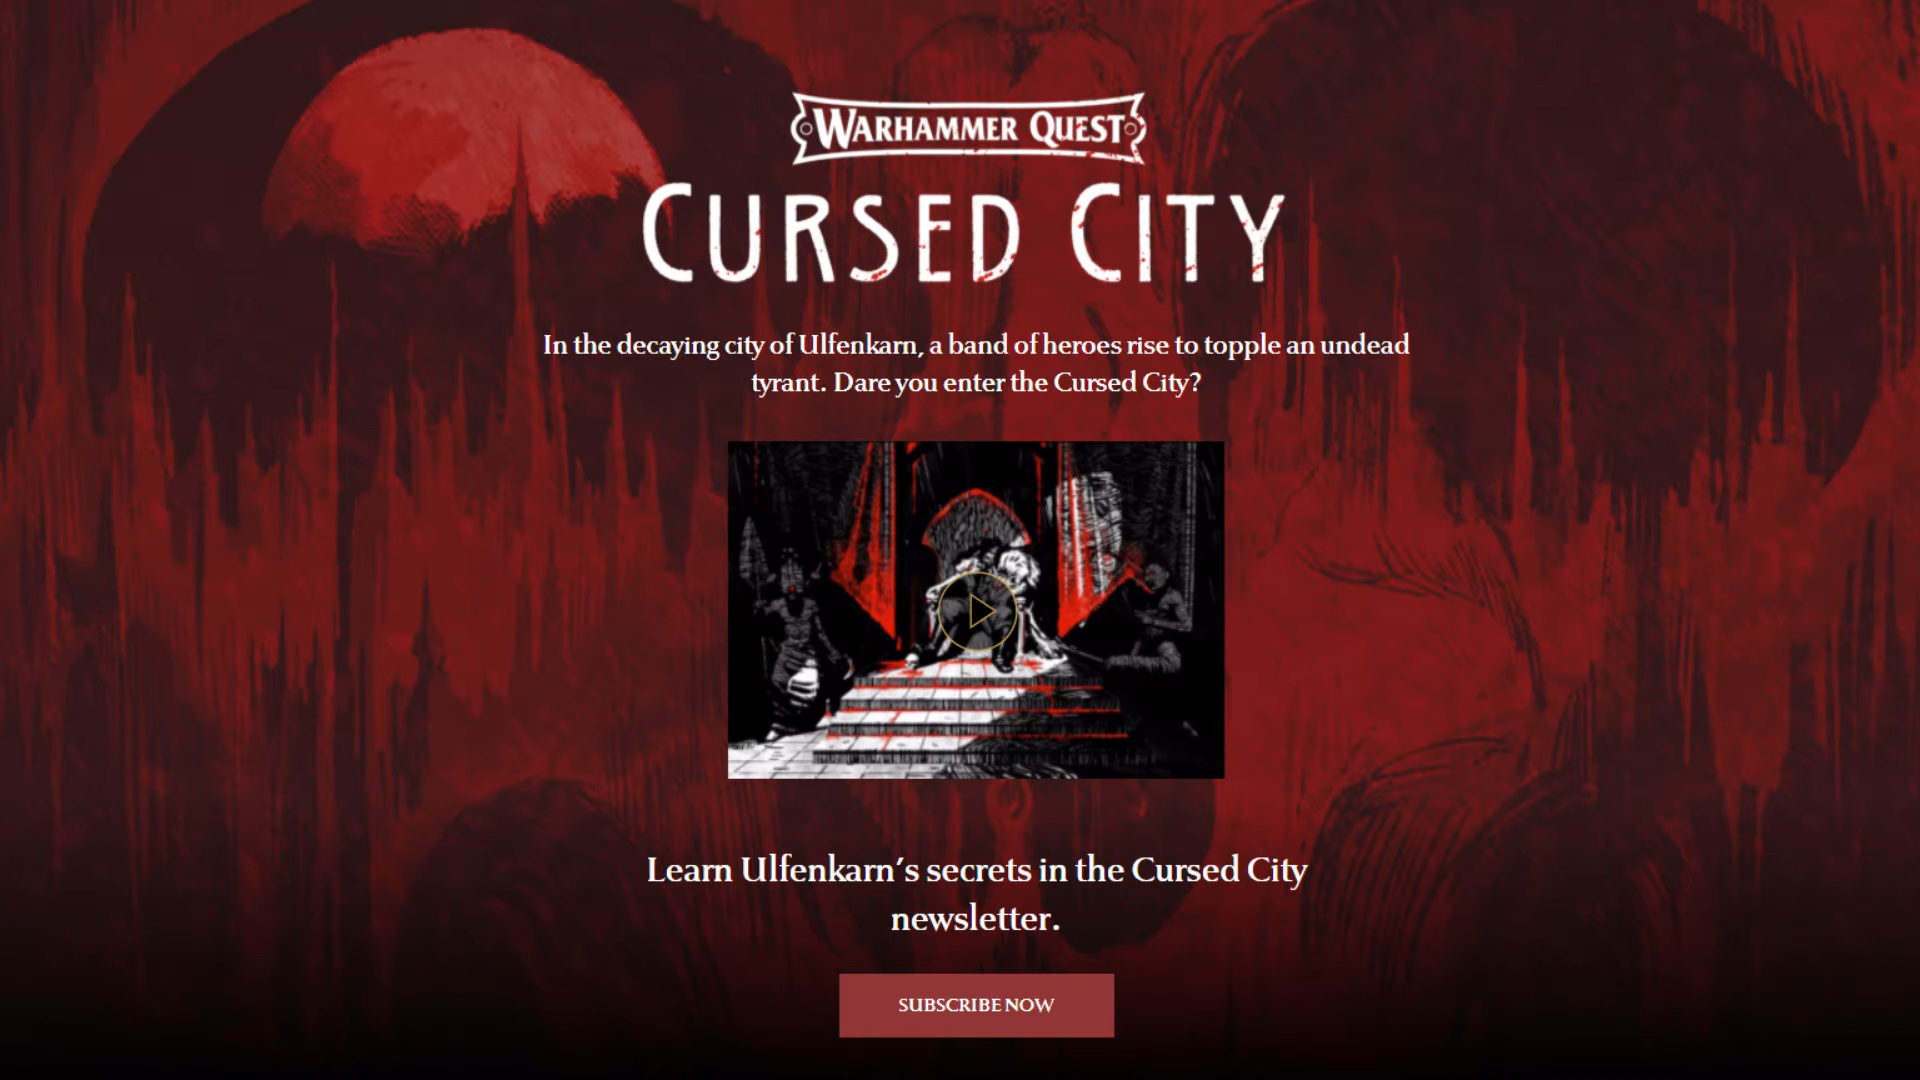 WARHAMMER QUEST
CURSED CITY
In the decaying city of Ulfenkarn, a band of heroes rise to topple an undead
tyrant. Dare you enter the Cursed City?
Learn Ulfenkarn’s secrets in the Cursed City
newsletter.
SUBSCRIBE NOW